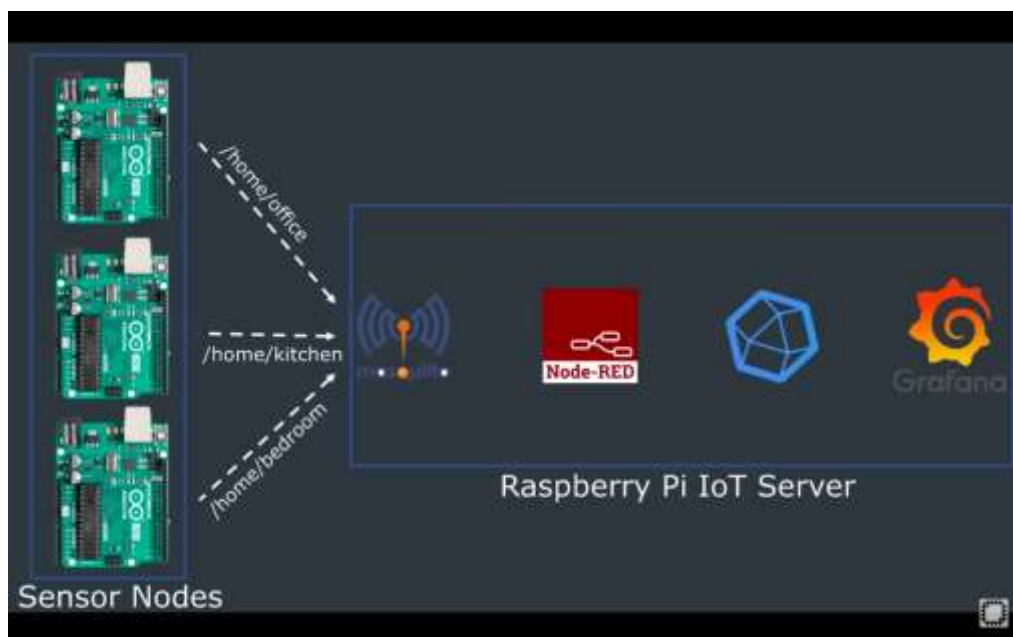 /home/office
/home/kitchen
/home/bedroom
Node-RED
Grafana
Raspberry Pi IoT Server
Sensor Nodes